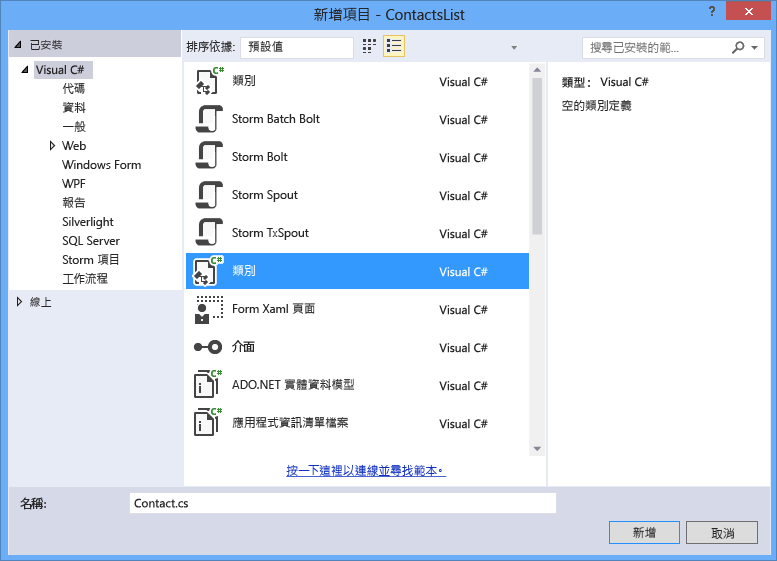 新增項目 - ContactsList
?
已安裝
Visual C#
代碼
資料
一般
Web
Windows Form
WPF
報告
Silverlight
SQL Server
Storm 項目
工作流程
線上
排序依據: 預設值
搜尋已安裝的範...
C# 類別 Visual C#
Storm Batch Bolt Visual C#
Storm Bolt Visual C#
Storm Spout Visual C#
Storm TxSpout Visual C#
C# 類別 Visual C#
Form Xaml 頁面 Visual C#
介面 Visual C#
C# ADO.NET 實體資料模型 Visual C#
C# 應用程式資訊清單檔案 Visual C#
按一下這裡以連線並尋找範本。
類型： Visual C#
空的類別定義
名稱: Contact.cs
新增 取消